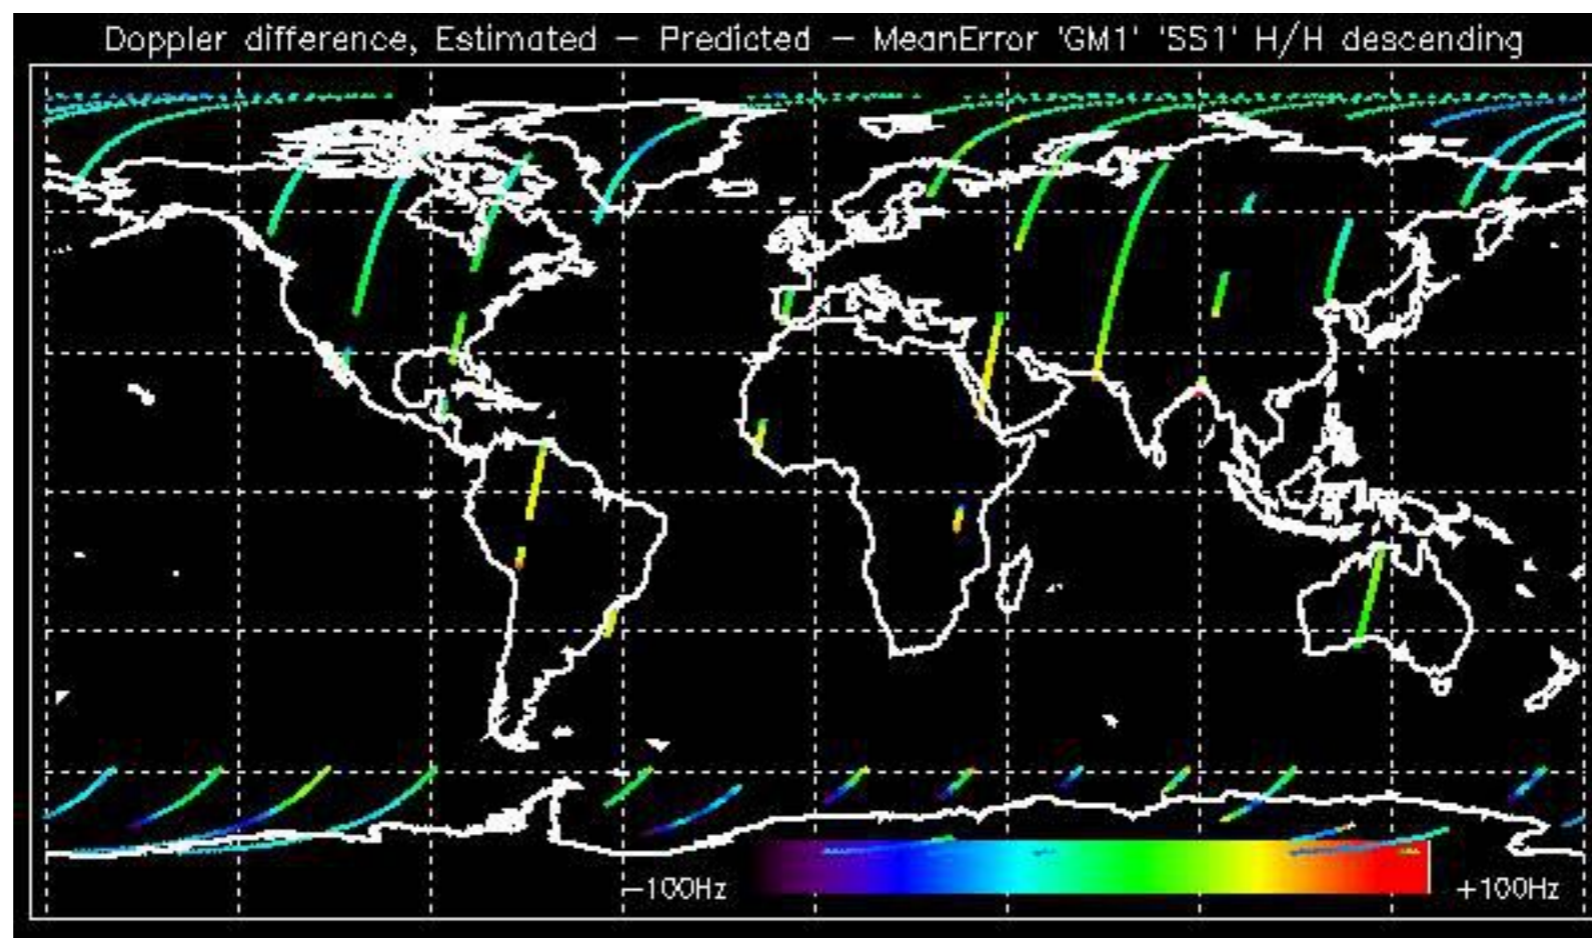 Doppler difference, Estimated – Predicted – MeanError 'GM1' 'SS1' H/H descending
–100Hz
+100Hz